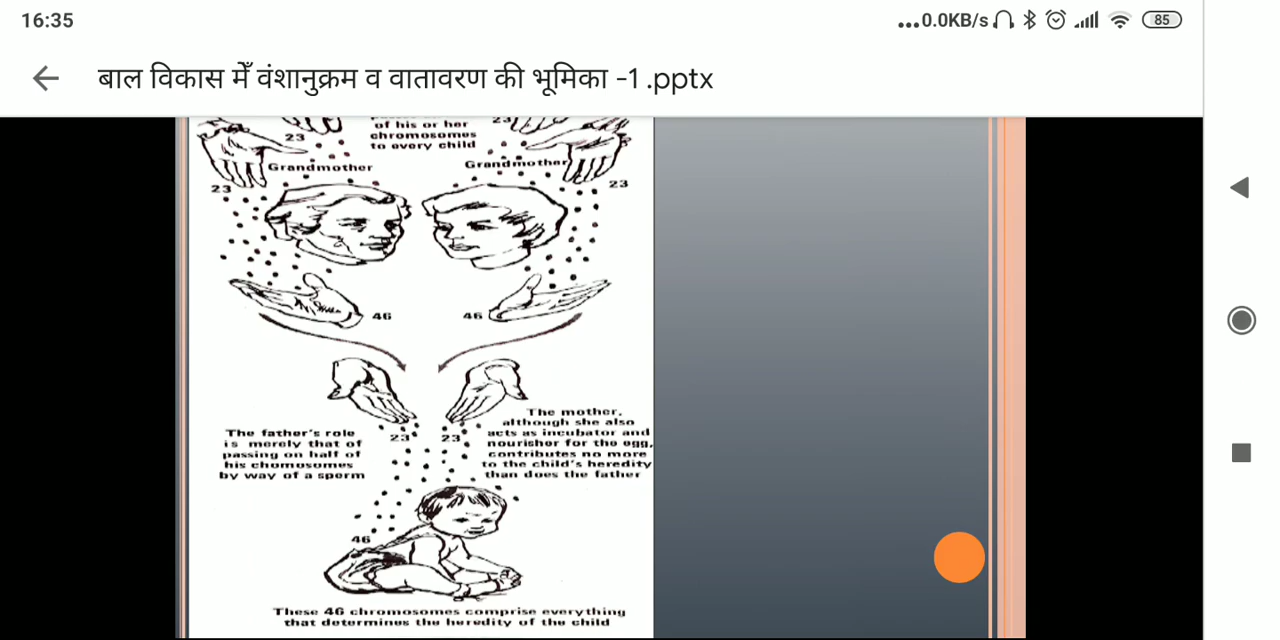 16:35
...0.0KB/s
85
बाल विकास मेँ वंशानुक्रम व वातावरण की भूमिका -1.pptx
of his or her
chromosomes
to every child
23
23
Grandmother
Grandmother
23
23
46
46
The father's role
is merely that of
passing on half of
his chomosomes
by way of a sperm
23
23
The mother,
although she also
acts as incubator and
nourisher for the egg,
contributes no more
to the child's heredity
than does the father
46
These 46 chromosomes comprise everything
that determines the heredity of the child